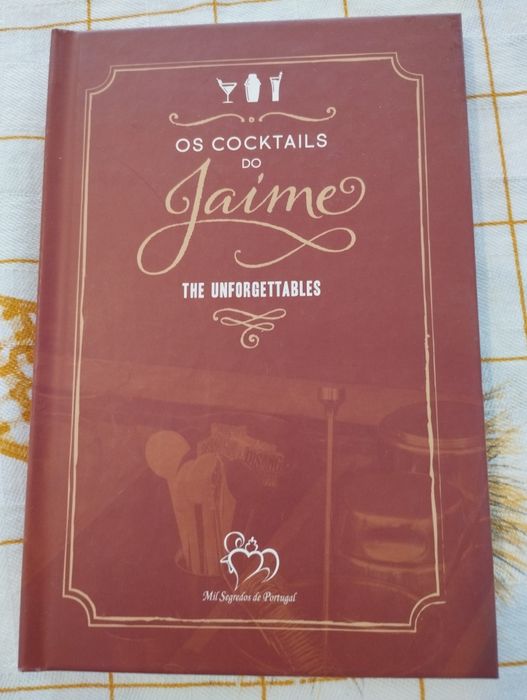 OS COCKTAILS
DO
Jaime
THE UNFORGETTABLES
Mil Segredos de Portugal